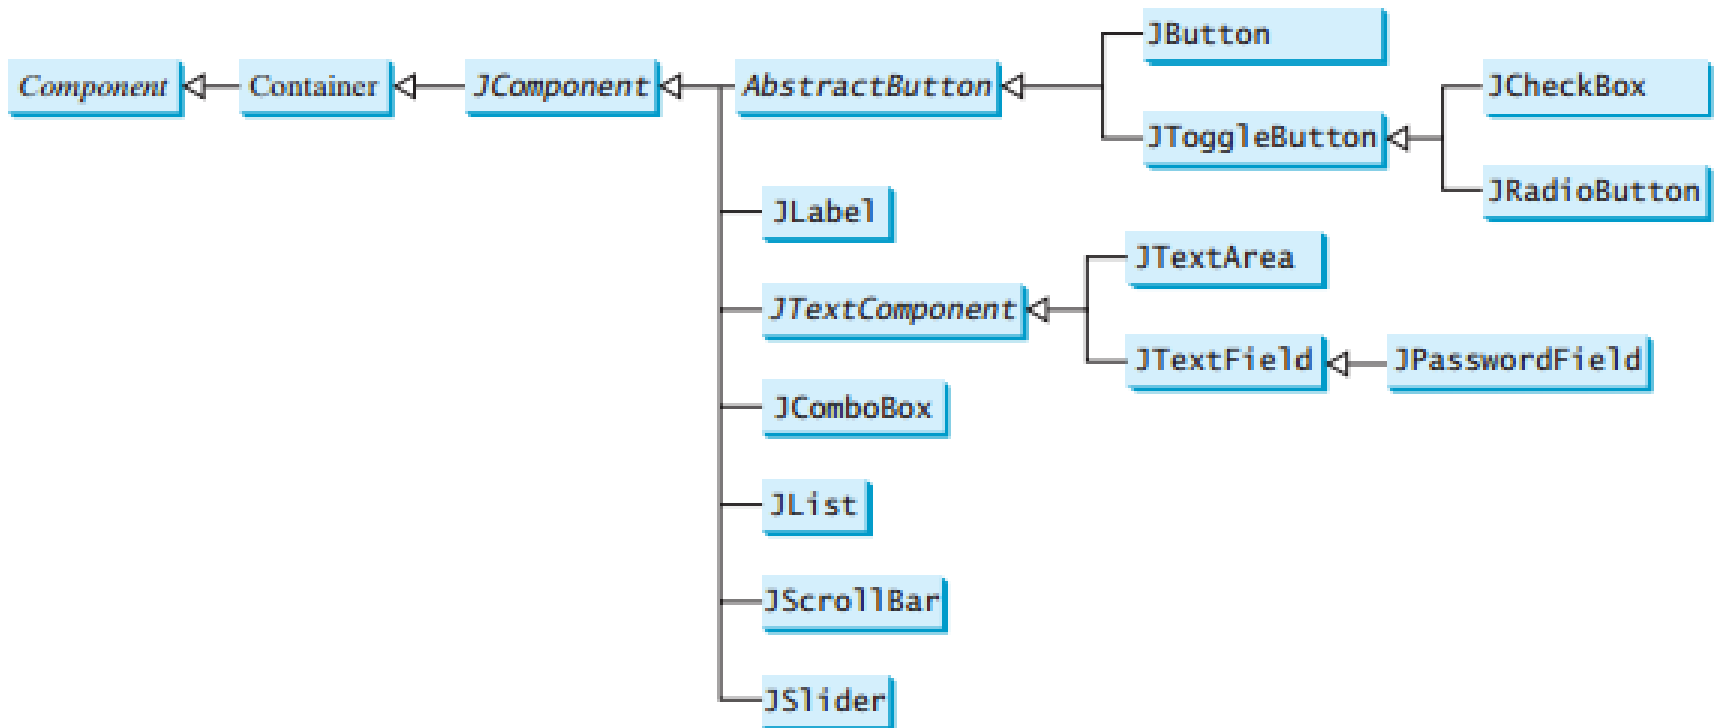 Component
Container
JComponent
AbstractButton
JButton
JToggleButton
JCheckBox
JRadioButton
JLabel
JTextComponent
JTextArea
JTextField
JPasswordField
JComboBox
JList
JScrollBar
JSlider